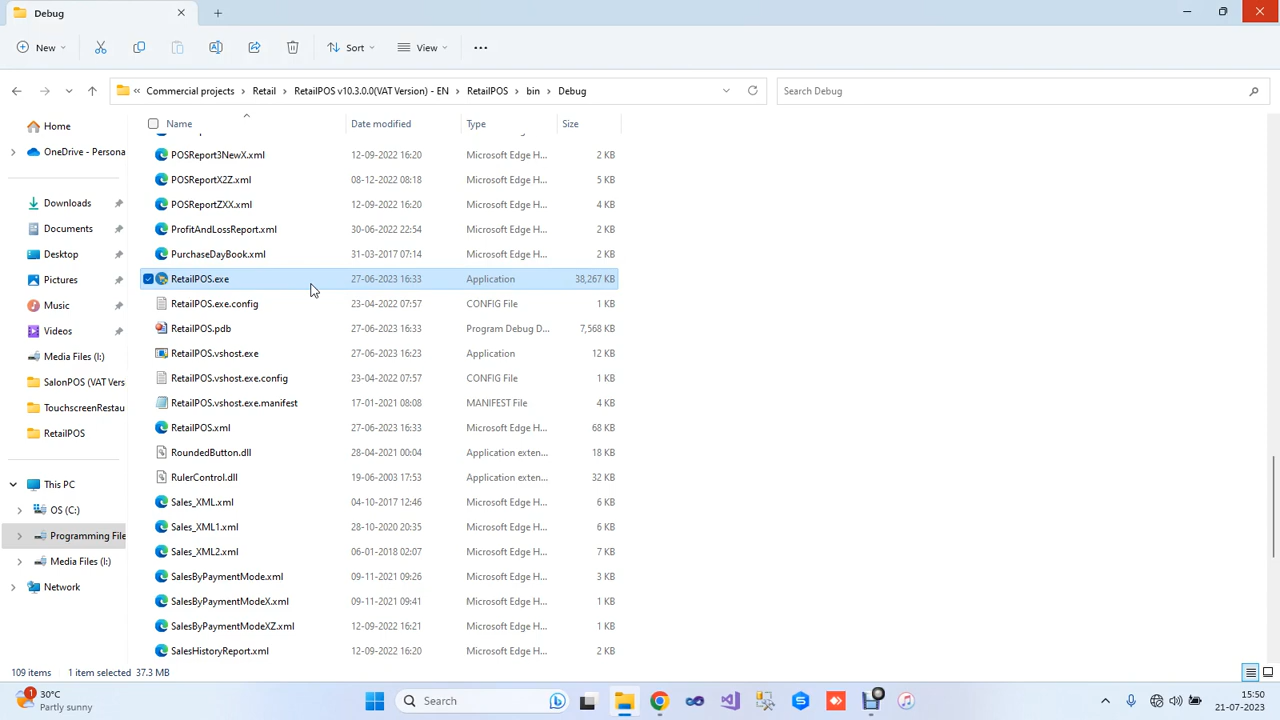 Debug
New
Sort
View
Commercial projects > Retail > RetailPOS v10.3.0.0(VAT Version) - EN > RetailPOS > bin > Debug
Search Debug
Name Date modified Type Size
Home
OneDrive - Persona
Downloads
Documents
Desktop
Pictures
Music
Videos
Media Files (I:)
SalonPOS (VAT Vers
TouchscreenRestau
RetailPOS
This PC
OS (C:)
Programming File
Media Files (I:)
Network
POSReport3NewX.xml 12-09-2022 16:20 Microsoft Edge H... 2 KB
POSReportX2Z.xml 08-12-2022 08:18 Microsoft Edge H... 5 KB
POSReportZXX.xml 12-09-2022 16:20 Microsoft Edge H... 4 KB
ProfitAndLossReport.xml 30-06-2022 22:54 Microsoft Edge H... 2 KB
PurchaseDayBook.xml 31-03-2017 07:14 Microsoft Edge H... 2 KB
RetailPOS.exe 27-06-2023 16:33 Application 38,267 KB
RetailPOS.exe.config 23-04-2022 07:57 CONFIG File 1 KB
RetailPOS.pdb 27-06-2023 16:33 Program Debug D... 7,568 KB
RetailPOS.vshost.exe 27-06-2023 16:23 Application 12 KB
RetailPOS.vshost.exe.config 23-04-2022 07:57 CONFIG File 1 KB
RetailPOS.vshost.exe.manifest 17-01-2021 08:08 MANIFEST File 4 KB
RetailPOS.xml 27-06-2023 16:33 Microsoft Edge H... 68 KB
RoundedButton.dll 28-04-2021 00:04 Application exten... 18 KB
RulerControl.dll 19-06-2003 17:53 Application exten... 32 KB
Sales_XML.xml 04-10-2017 12:46 Microsoft Edge H... 6 KB
Sales_XML1.xml 28-10-2020 20:35 Microsoft Edge H... 6 KB
Sales_XML2.xml 06-01-2018 02:07 Microsoft Edge H... 7 KB
SalesByPaymentMode.xml 09-11-2021 09:26 Microsoft Edge H... 3 KB
SalesByPaymentModeX.xml 09-11-2021 09:41 Microsoft Edge H... 1 KB
SalesByPaymentModeXZ.xml 12-09-2022 16:21 Microsoft Edge H... 1 KB
SalesHistoryReport.xml 12-09-2022 16:20 Microsoft Edge H... 2 KB
109 items 1 item selected 37.3 MB
1
30°C
Partly sunny
Search
15:50
21-07-2023